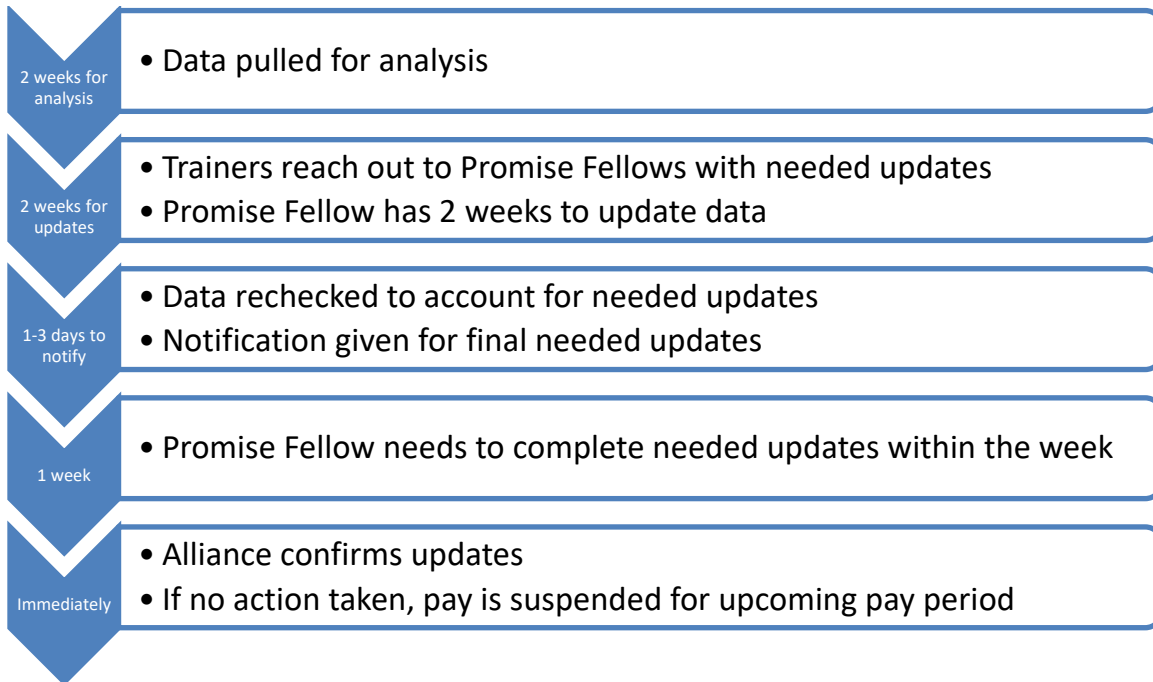 2 weeks for
analysis
• Data pulled for analysis
2 weeks for
updates
• Trainers reach out to Promise Fellows with needed updates
• Promise Fellow has 2 weeks to update data
1-3 days to
notify
• Data rechecked to account for needed updates
• Notification given for final needed updates
1 week
• Promise Fellow needs to complete needed updates within the week
Immediately
• Alliance confirms updates
• If no action taken, pay is suspended for upcoming pay period